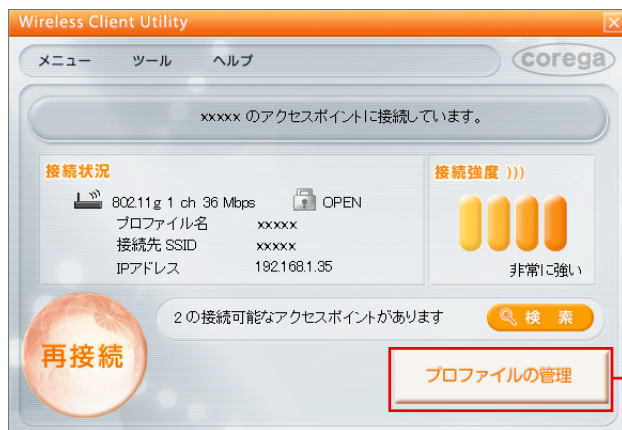 Wireless Client Utility
メニュー ツール ヘルプ corega
xxxxx のアクセスポイントに接続しています。
接続状況
802.11g 1 ch 36 Mbps OPEN
プロファイル名 xxxxx
接続先 SSID xxxxx
IPアドレス 192.168.1.35
接続強度 )))
非常に強い
2 の接続可能なアクセスポイントがあります 検 索
再接続
プロファイルの管理